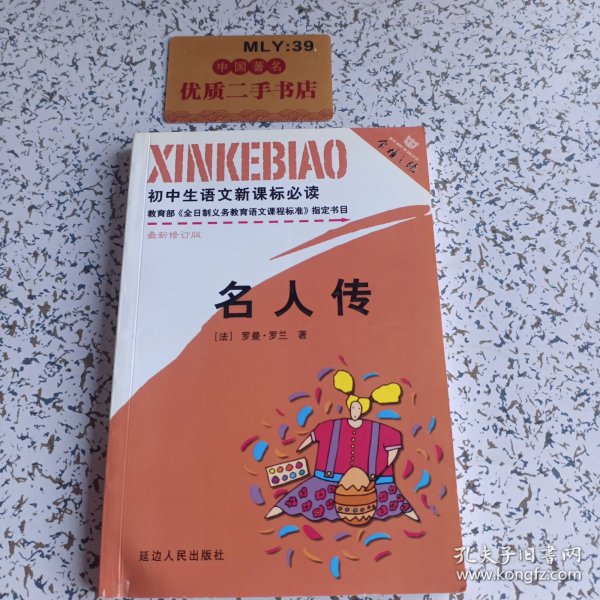 MLY:39
中国著名
优质二手书店
XINKEBIAO
初中生语文新课标必读
教育部《全日制义务教育语文课程标准》指定书目
最新修订版
名人传
［法］ 罗曼·罗兰 著
延边人民出版社
孔夫子旧书网
www.kongfz.com